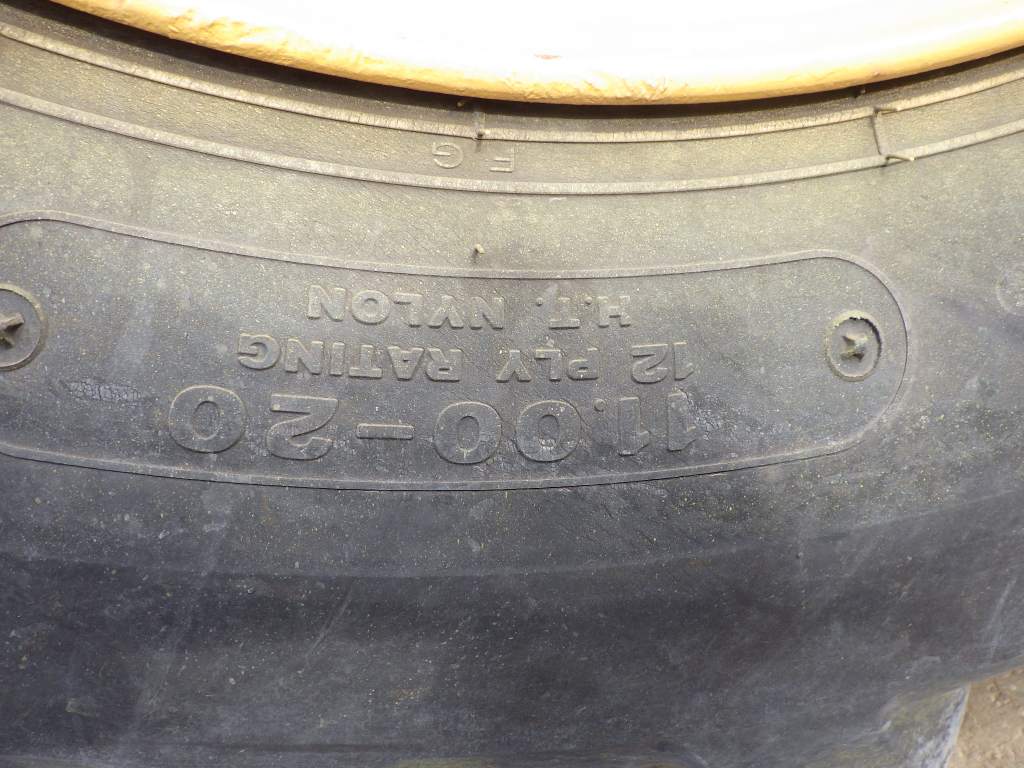 11.00-20
12 PLY RATING
H.T. NYLON
F G